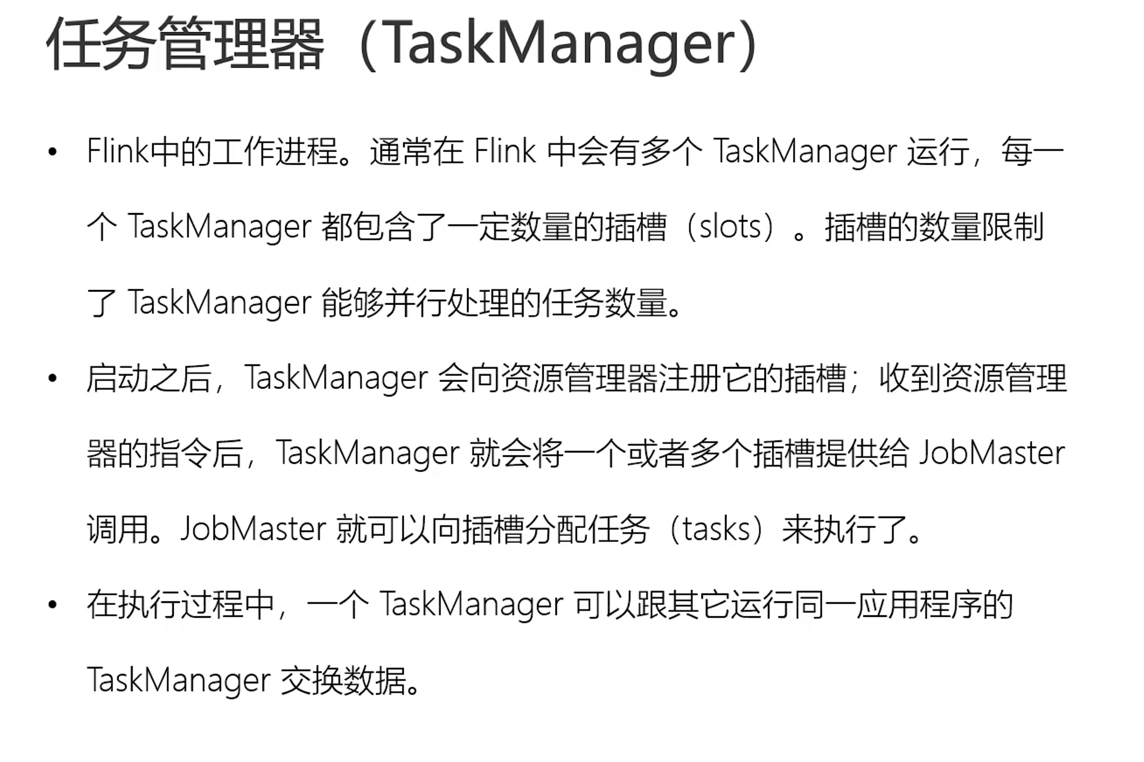 任务管理器（TaskManager）
• Flink中的工作进程。通常在 Flink 中会有多个 TaskManager 运行，每一
个 TaskManager 都包含了一定数量的插槽（slots）。插槽的数量限制
了 TaskManager 能够并行处理的任务数量。
• 启动之后，TaskManager 会向资源管理器注册它的插槽；收到资源管理
器的指令后，TaskManager 就会将一个或者多个插槽提供给 JobMaster
调用。JobMaster 就可以向插槽分配任务（tasks）来执行了。
• 在执行过程中，一个 TaskManager 可以跟其它运行同一应用程序的
TaskManager 交换数据。